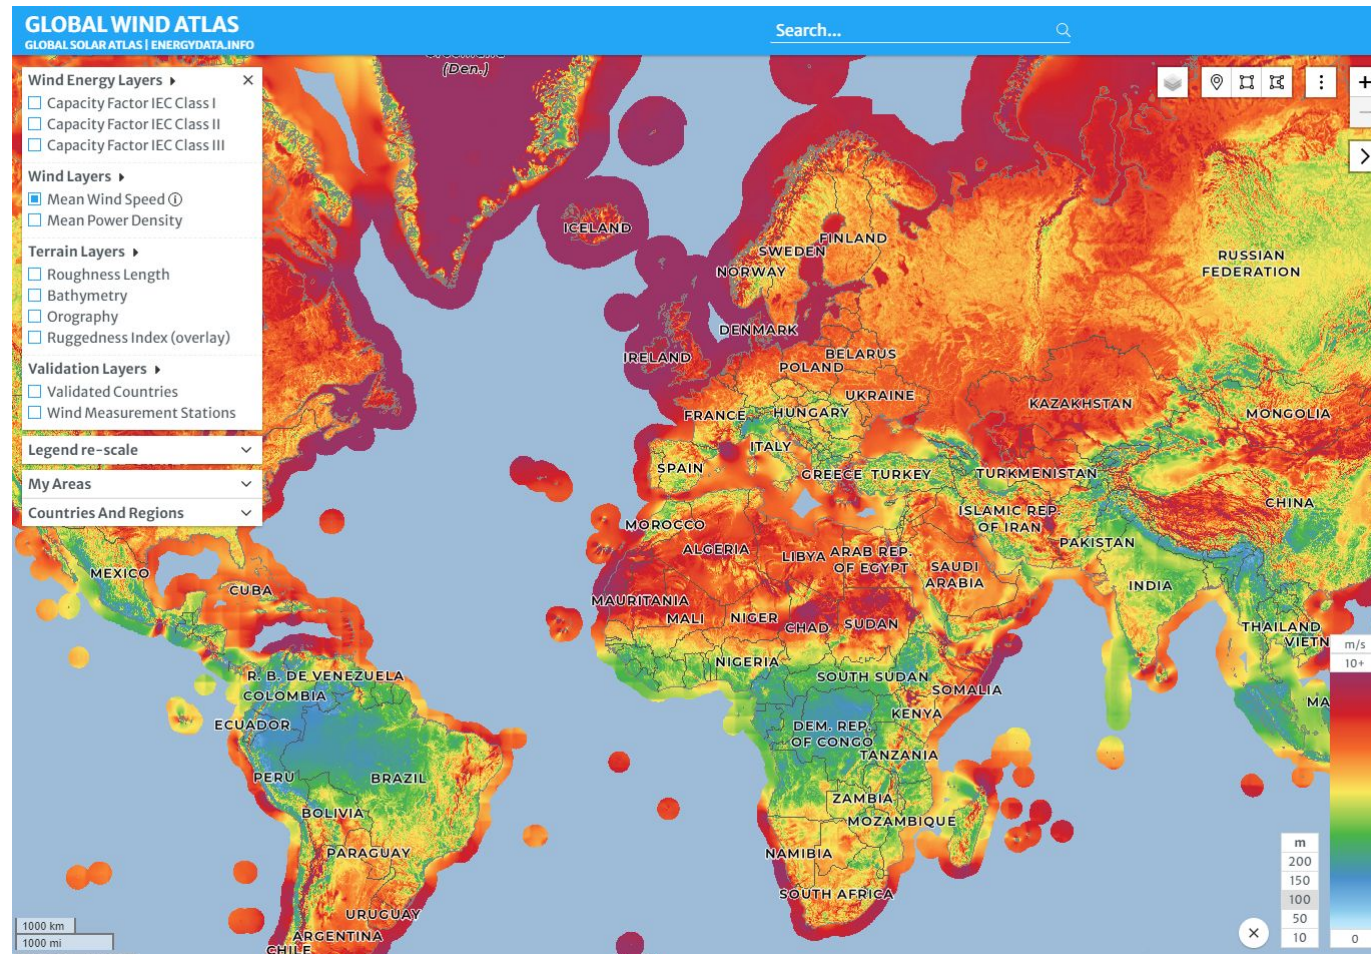 GLOBAL WIND ATLAS
GLOBAL SOLAR ATLAS | ENERGYDATA.INFO
Search...
Wind Energy Layers
Capacity Factor IEC Class I
Capacity Factor IEC Class II
Capacity Factor IEC Class III
Wind Layers
Mean Wind Speed
Mean Power Density
Terrain Layers
Roughness Length
Bathymetry
Orography
Ruggedness Index (overlay)
Validation Layers
Validated Countries
Wind Measurement Stations
Legend re-scale
My Areas
Countries And Regions
(Den.)
ICELAND
FINLAND
SWEDEN
NORWAY
RUSSIAN
FEDERATION
DENMARK
IRELAND
BELARUS
POLAND
UKRAINE
KAZAKHSTAN
MONGOLIA
FRANCE
HUNGARY
ITALY
SPAIN
GREECE
TURKEY
TURKMENISTAN
CHINA
ISLAMIC REP.
OF IRAN
MOROCCO
ALGERIA
LIBYA
ARAB REP.
OF EGYPT
PAKISTAN
SAUDI
ARABIA
INDIA
MEXICO
CUBA
MAURITANIA
MALI
NIGER
CHAD
SUDAN
THAILAND
VIETN
NIGERIA
R. B. DE VENEZUELA
COLOMBIA
SOUTH SUDAN
SOMALIA
ECUADOR
KENYA
DEM. REP.
OF CONGO
TANZANIA
MA
PERU
BRAZIL
BOLIVIA
ZAMBIA
MOZAMBIQUE
PARAGUAY
NAMIBIA
SOUTH AFRICA
URUGUAY
ARGENTINA
CHILE
1000 km
1000 mi
m/s
10+
0
m
200
150
100
50
10